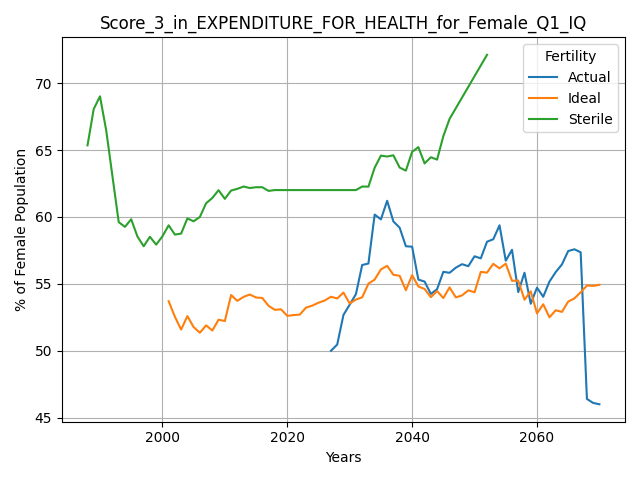 Score_3_in_EXPENDITURE_FOR_HEALTH_for_Female_Q1_IQ
Fertility
Actual
Ideal
Sterile
% of Female Population
70
65
60
55
50
45
2000
2020
2040
2060
Years